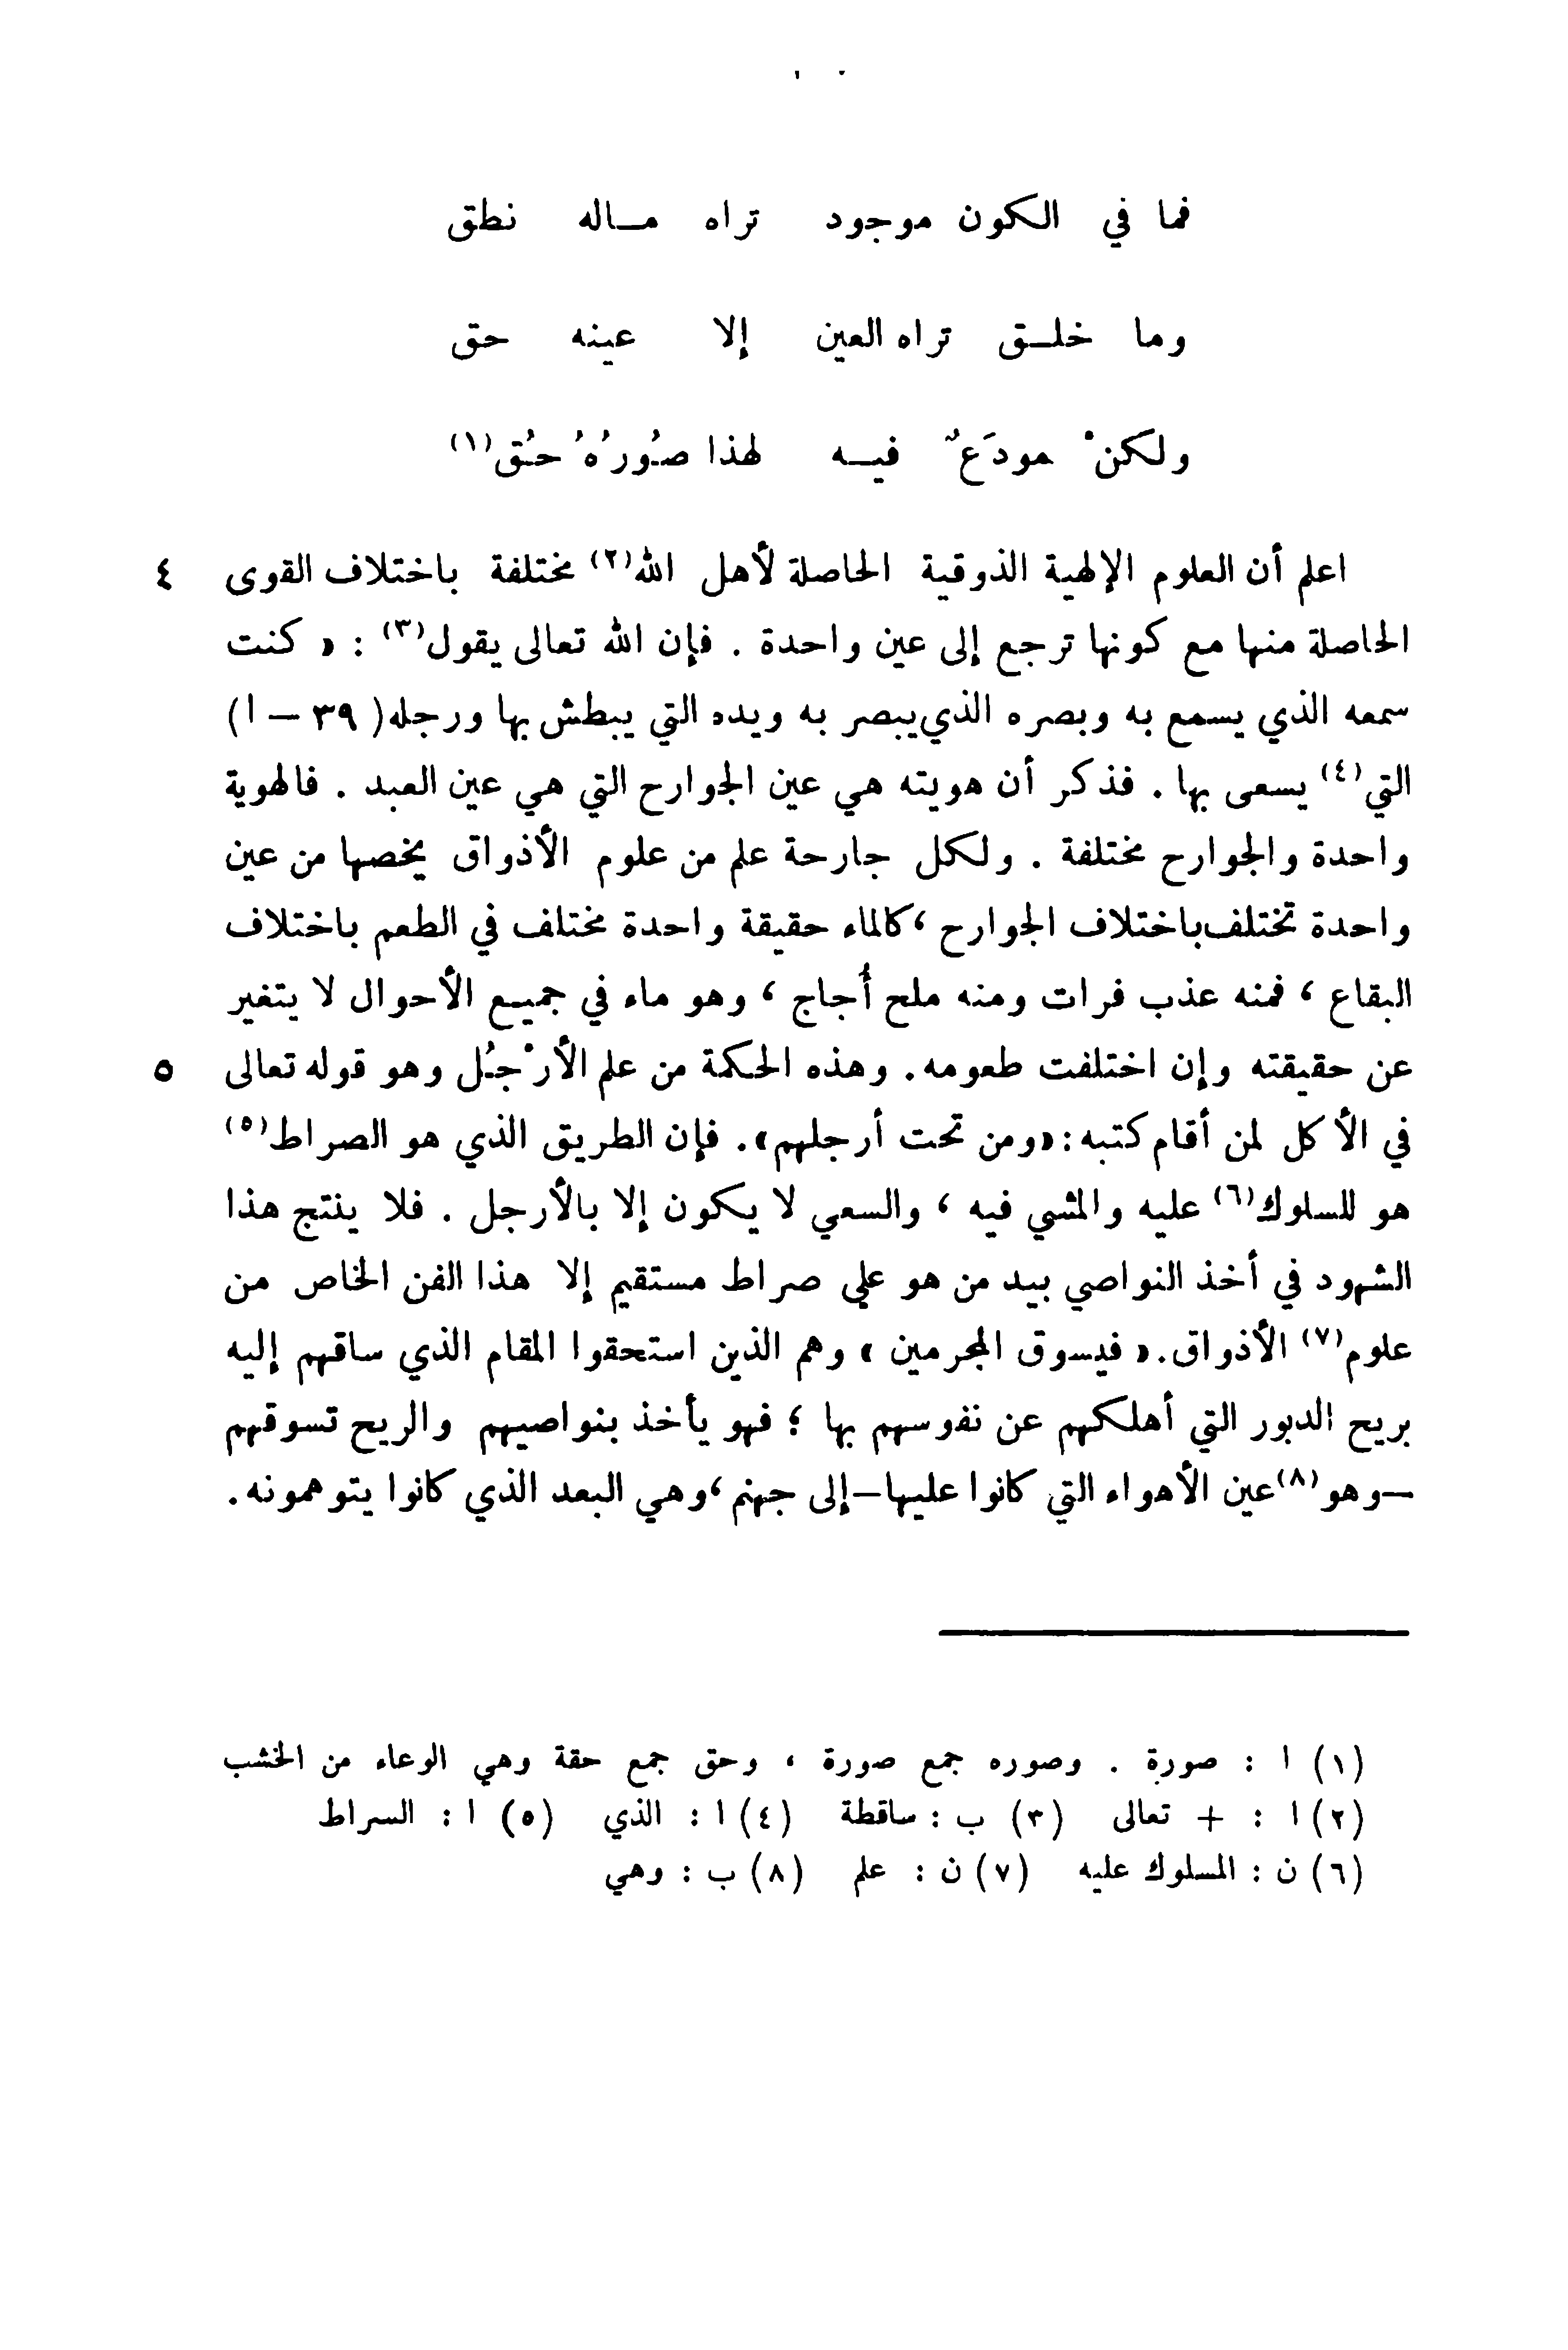 فما في الكون موجود تراه مـاله نطق
وما خلـق تراه العين إلا عينه حق
ولكنْ مودَعٌ فيـه لهذا صُورُهُ حُق(١)
اعلم أن العلوم الإلهية الذوقية الحاصلة لأهل الله(٢) مختلفة باختلاف القوى ٤
الحاصلة منها مع كونها ترجع إلى عين واحدة . فإن الله تعالى يقول(٣) : « كنت
سمعه الذي يسمع به وبصره الذي يبصر به ويده التي يبطش بها ورجله (٣٩ – ا)
التي(٤) يسعى بها . فذكر أن هويته هي عين الجوارح التي هي عين العبد . فالهوية
واحدة والجوارح مختلفة . ولكل جارحة علم من علوم الأذواق يخصها من عين
واحدة تختلف باختلاف الجوارح ، كالماء حقيقة واحدة مختلف في الطعم باختلاف
البقاع ، فمنه عذب فرات ومنه ملح أُجاج ، وهو ماء في جميع الأحوال لا يتغير
عن حقيقته وإن اختلفت طعومه . وهذه الحكمة من علم الأرْجُل وهو قوله تعالى ٥
في الأكل لمن أقام كتبه : «ومن تحت أرجلهم» . فإن الطريق الذي هو الصراط(٥)
هو للسلوك(٦) عليه والمشي فيه ، والسعي لا يكون إلا بالأرجل . فلا ينتج هذا
الشهود في أخذ النواصي بيد من هو على صراط مستقيم إلا هذا الفن الخاص من
علوم(٧) الأذواق . « فيسوق المجرمين » وهم الذين استحقوا المقام الذي ساقهم إليه
بريح الدبور التي أهلكهم عن نفوسهم بها ؛ فهو يأخذ بنواصيهم والريح تسوقهم
–وهو(٨) عين الأهواء التي كانوا عليها– إلى جهنم ، وهي البعد الذي كانوا يتوهمونه .
(١) ا : صورة . وصوره جمع صورة ، وحق جمع حقة وهي الوعاء من الخشب
(٢) ا : + تعالى (٣) ب : ساقطة (٤) ا : الذي (٥) ا : السراط
(٦) ن : المسلوك عليه (٧) ن : علم (٨) ب : وهي